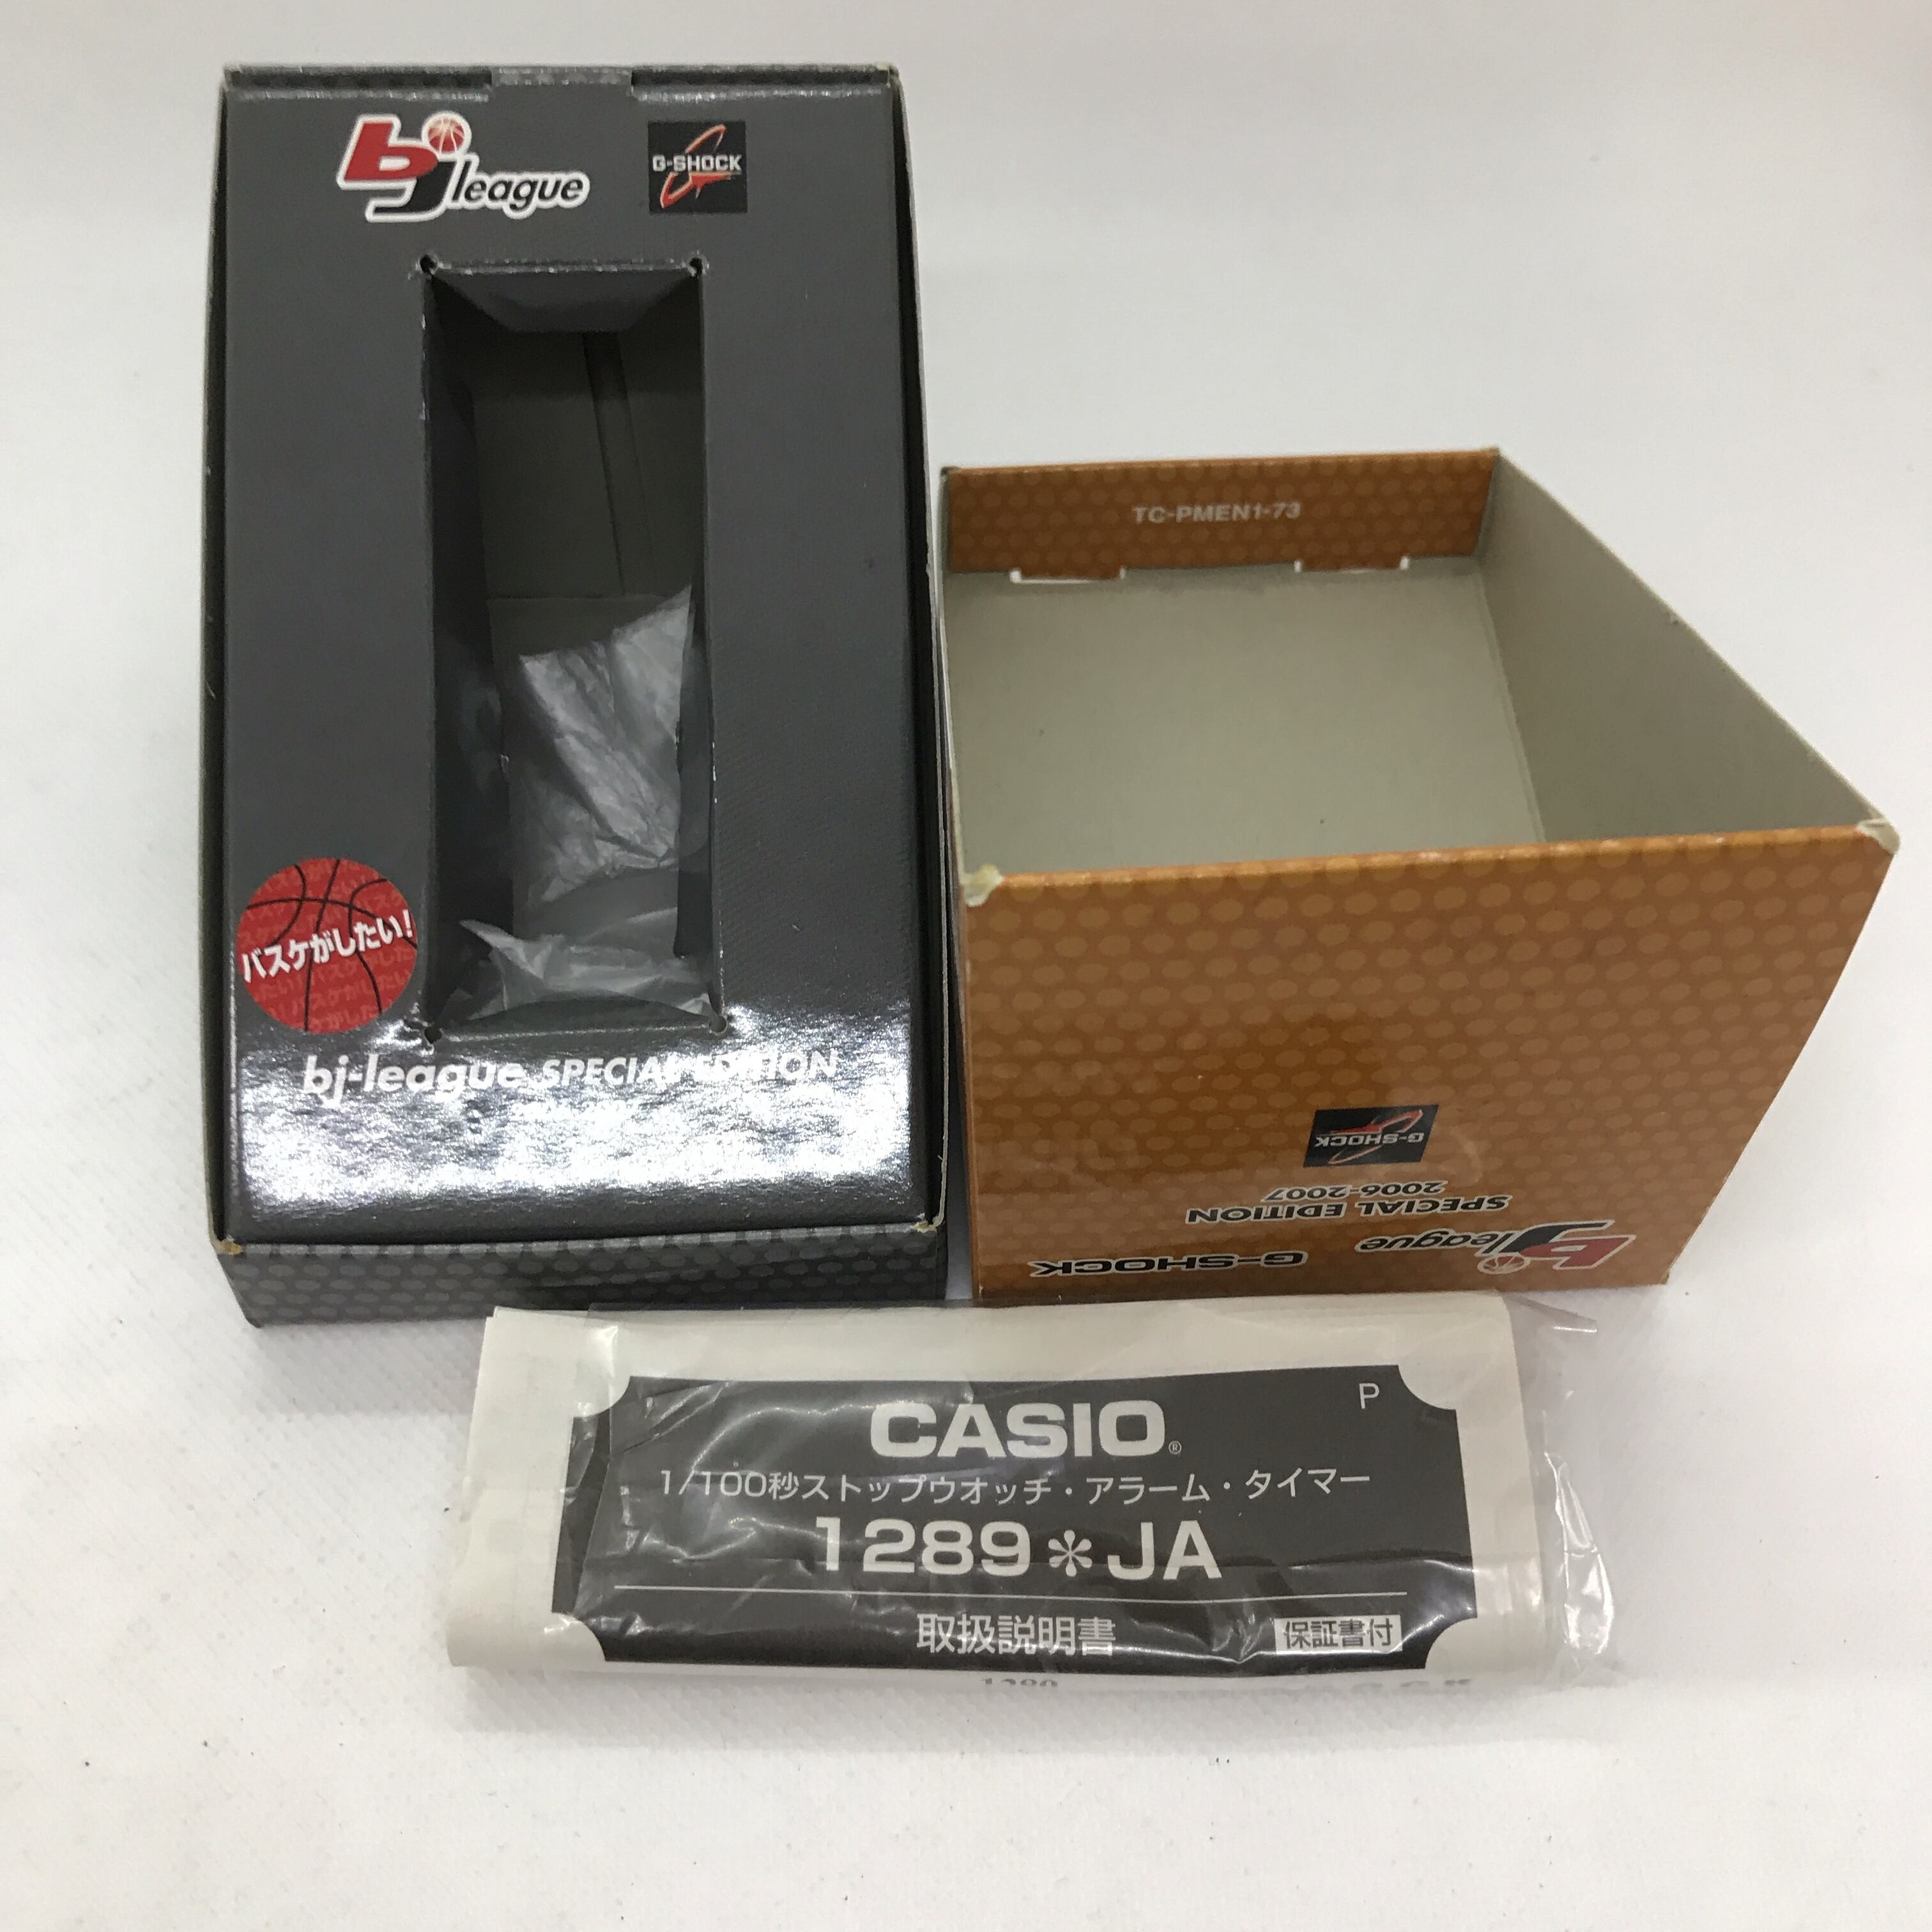 bj league
G-SHOCK
バスケがしたい!
bj-league SPECIAL EDITION
TC-PMEN1-73
G-SHOCK
bj league G-SHOCK
SPECIAL EDITION
2006-2007
P
CASIO®
1/100秒ストップウオッチ・アラーム・タイマー
1289✻JA
取扱説明書
保証書付